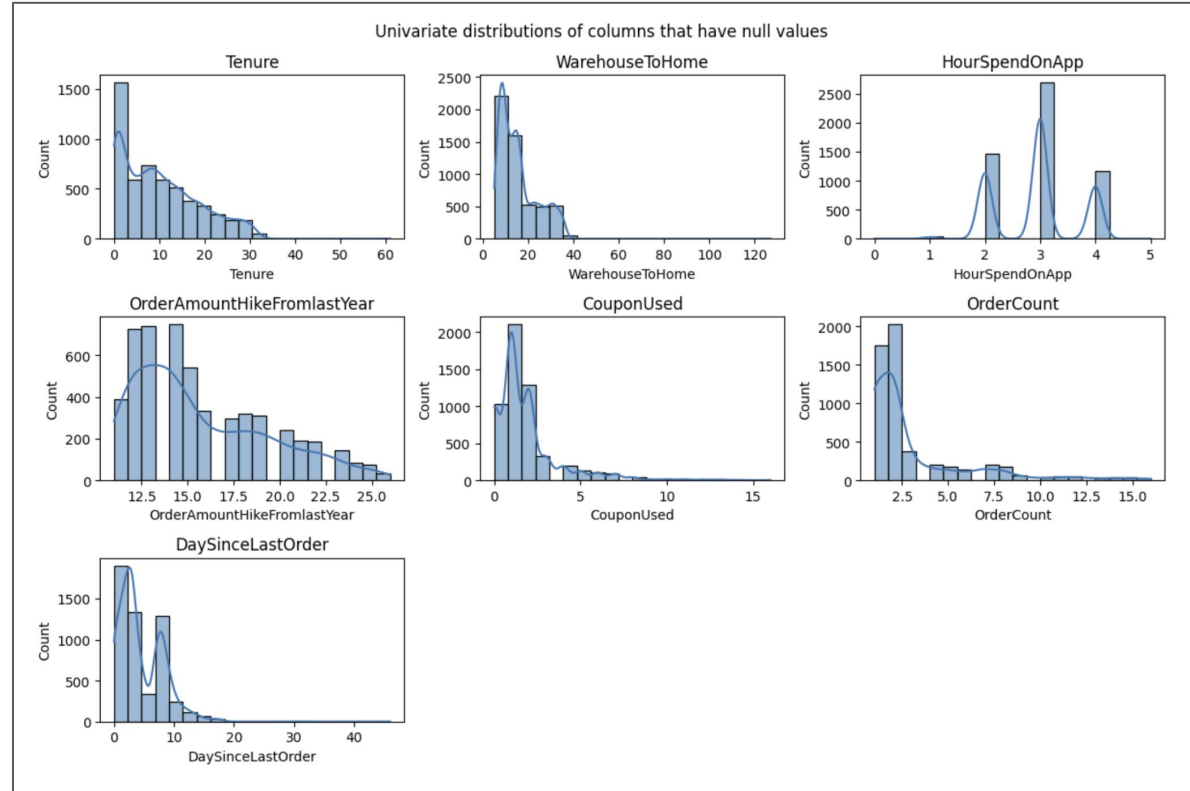 Univariate distributions of columns that have null values
Tenure
Count
0
500
1000
1500
0 10 20 30 40 50 60
Tenure
WarehouseToHome
Count
0
500
1000
1500
2000
2500
0 20 40 60 80 100 120
WarehouseToHome
HourSpendOnApp
Count
0
500
1000
1500
2000
2500
0 1 2 3 4 5
HourSpendOnApp
OrderAmountHikeFromlastYear
Count
0
200
400
600
12.5 15.0 17.5 20.0 22.5 25.0
OrderAmountHikeFromlastYear
CouponUsed
Count
0
500
1000
1500
2000
0 5 10 15
CouponUsed
OrderCount
Count
0
500
1000
1500
2000
2.5 5.0 7.5 10.0 12.5 15.0
OrderCount
DaySinceLastOrder
Count
0
500
1000
1500
0 10 20 30 40
DaySinceLastOrder